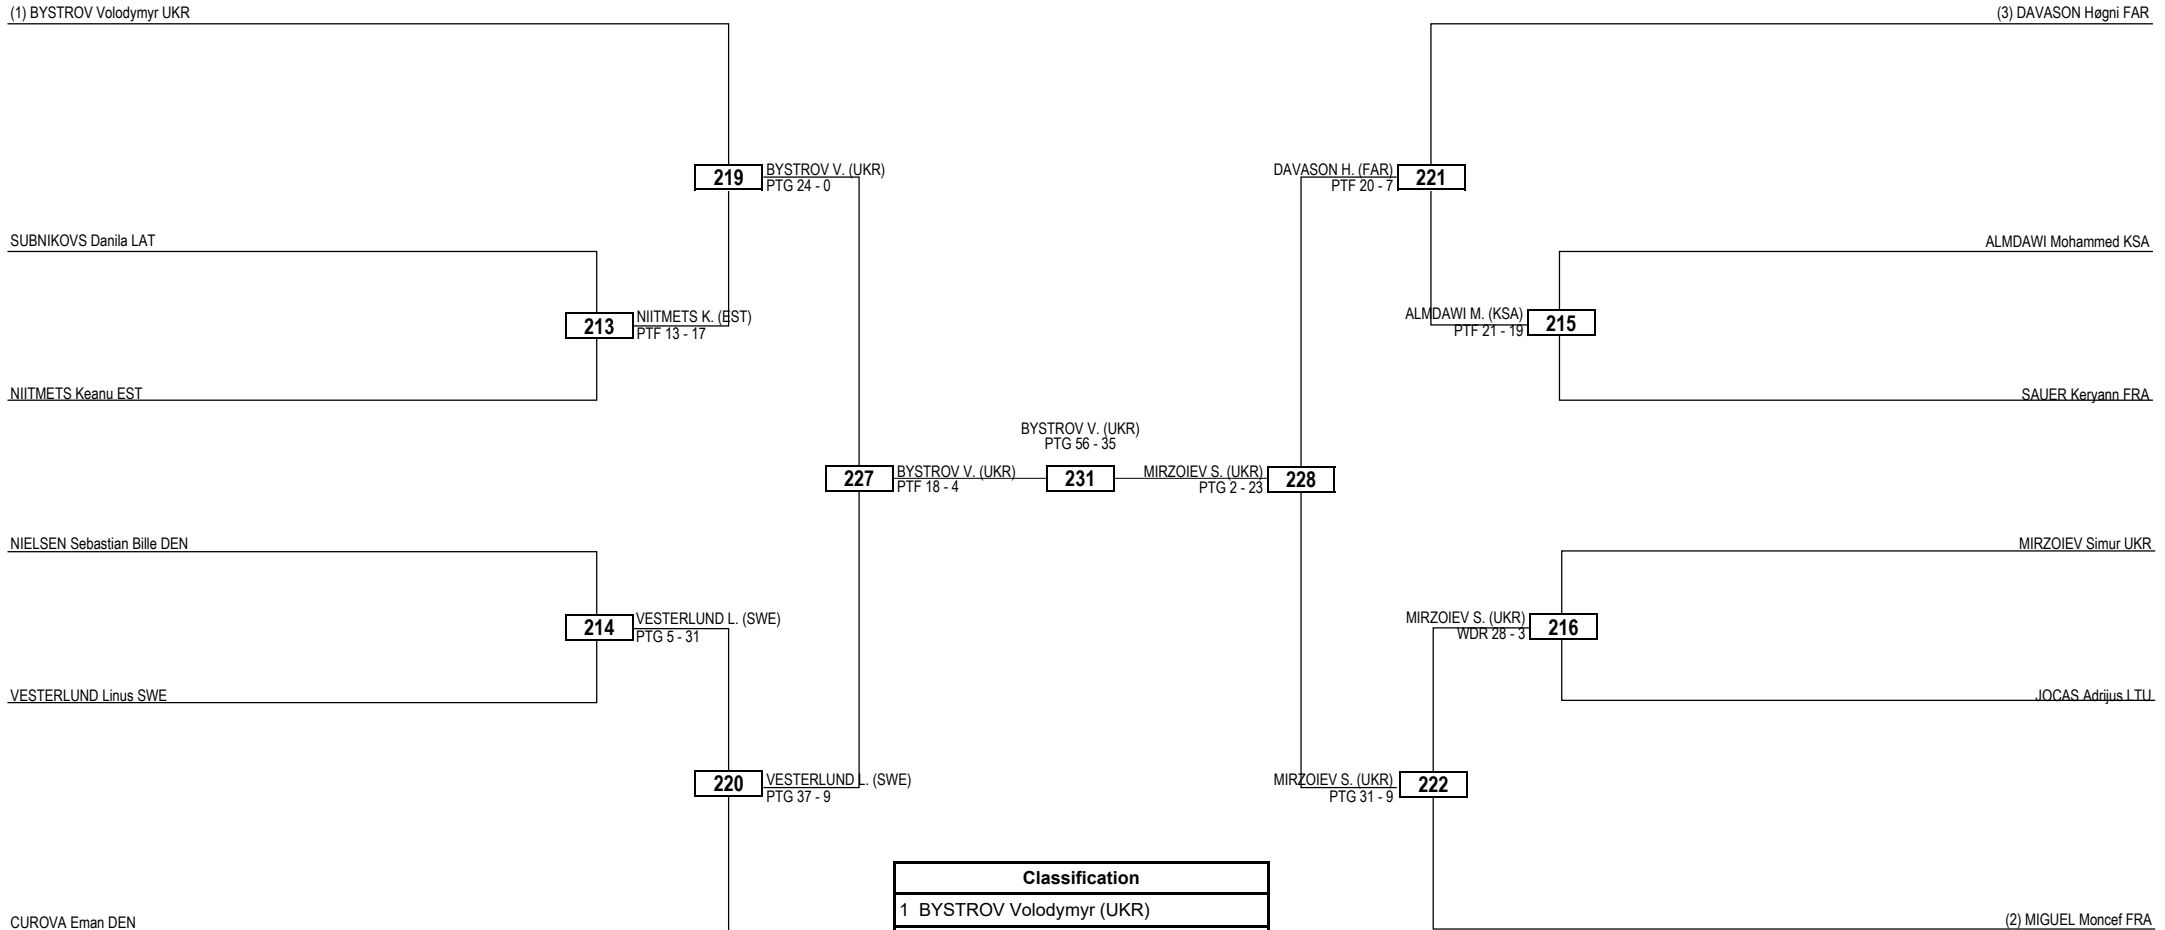 (1) BYSTROV Volodymyr UKR
(3) DAVASON Høgni FAR
219
BYSTROV V. (UKR)
PTG 24 - 0
DAVASON H. (FAR)
PTF 20 - 7
221
SUBNIKOVS Danila LAT
ALMDAWI Mohammed KSA
213
NIITMETS K. (EST)
PTF 13 - 17
ALMDAWI M. (KSA)
PTF 21 - 19
215
NIITMETS Keanu EST
SAUER Keryann FRA
BYSTROV V. (UKR)
PTG 56 - 35
227
BYSTROV V. (UKR)
PTF 18 - 4
231
MIRZOIEV S. (UKR)
PTG 2 - 23
228
NIELSEN Sebastian Bille DEN
MIRZOIEV Simur UKR
214
VESTERLUND L. (SWE)
PTG 5 - 31
MIRZOIEV S. (UKR)
WDR 28 - 3
216
VESTERLUND Linus SWE
JOCAS Adrijus LTU
220
VESTERLUND L. (SWE)
PTG 37 - 9
MIRZOIEV S. (UKR)
PTG 31 - 9
222
Classification
1 BYSTROV Volodymyr (UKR)
CUROVA Eman DEN
(2) MIGUEL Moncef FRA